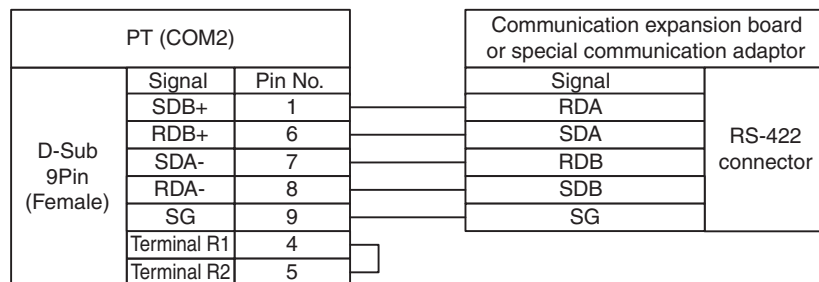 PT (COM2)
Communication expansion board
or special communication adaptor
Signal Pin No.
Signal
SDB+ 1
RDA
RDB+ 6
SDA
SDA- 7
RDB
RDA- 8
SDB
SG 9
SG
Terminal R1 4
Terminal R2 5
D-Sub
9Pin
(Female)
RS-422
connector